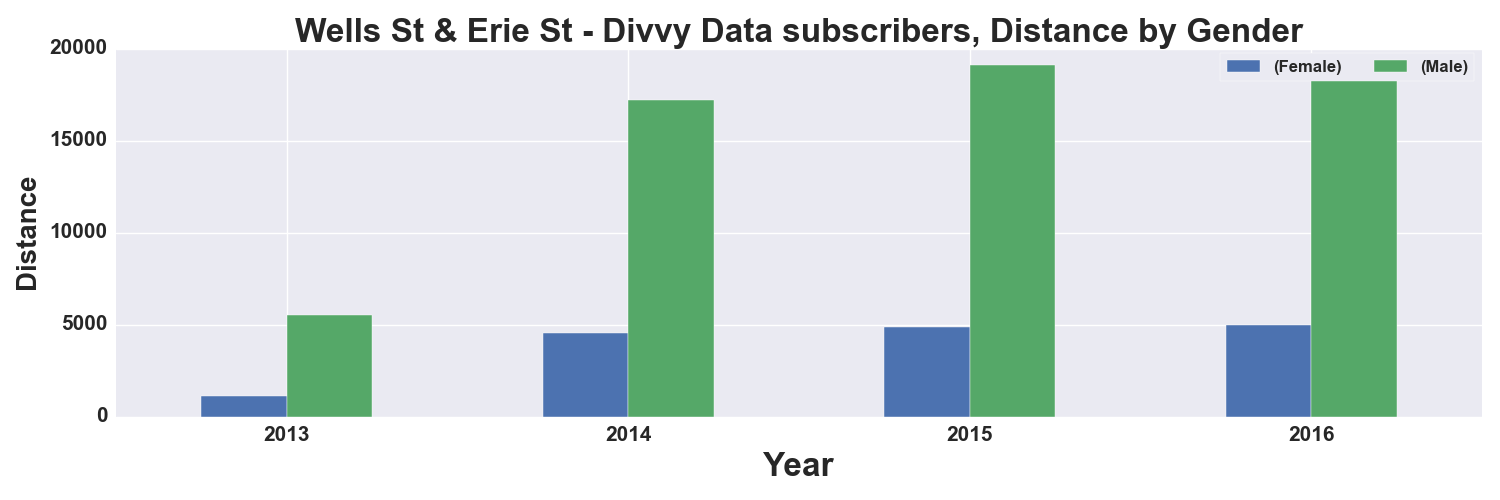 Wells St & Erie St - Divvy Data subscribers, Distance by Gender
(Female) (Male)
Distance
20000
15000
10000
5000
0
2013 2014 2015 2016
Year